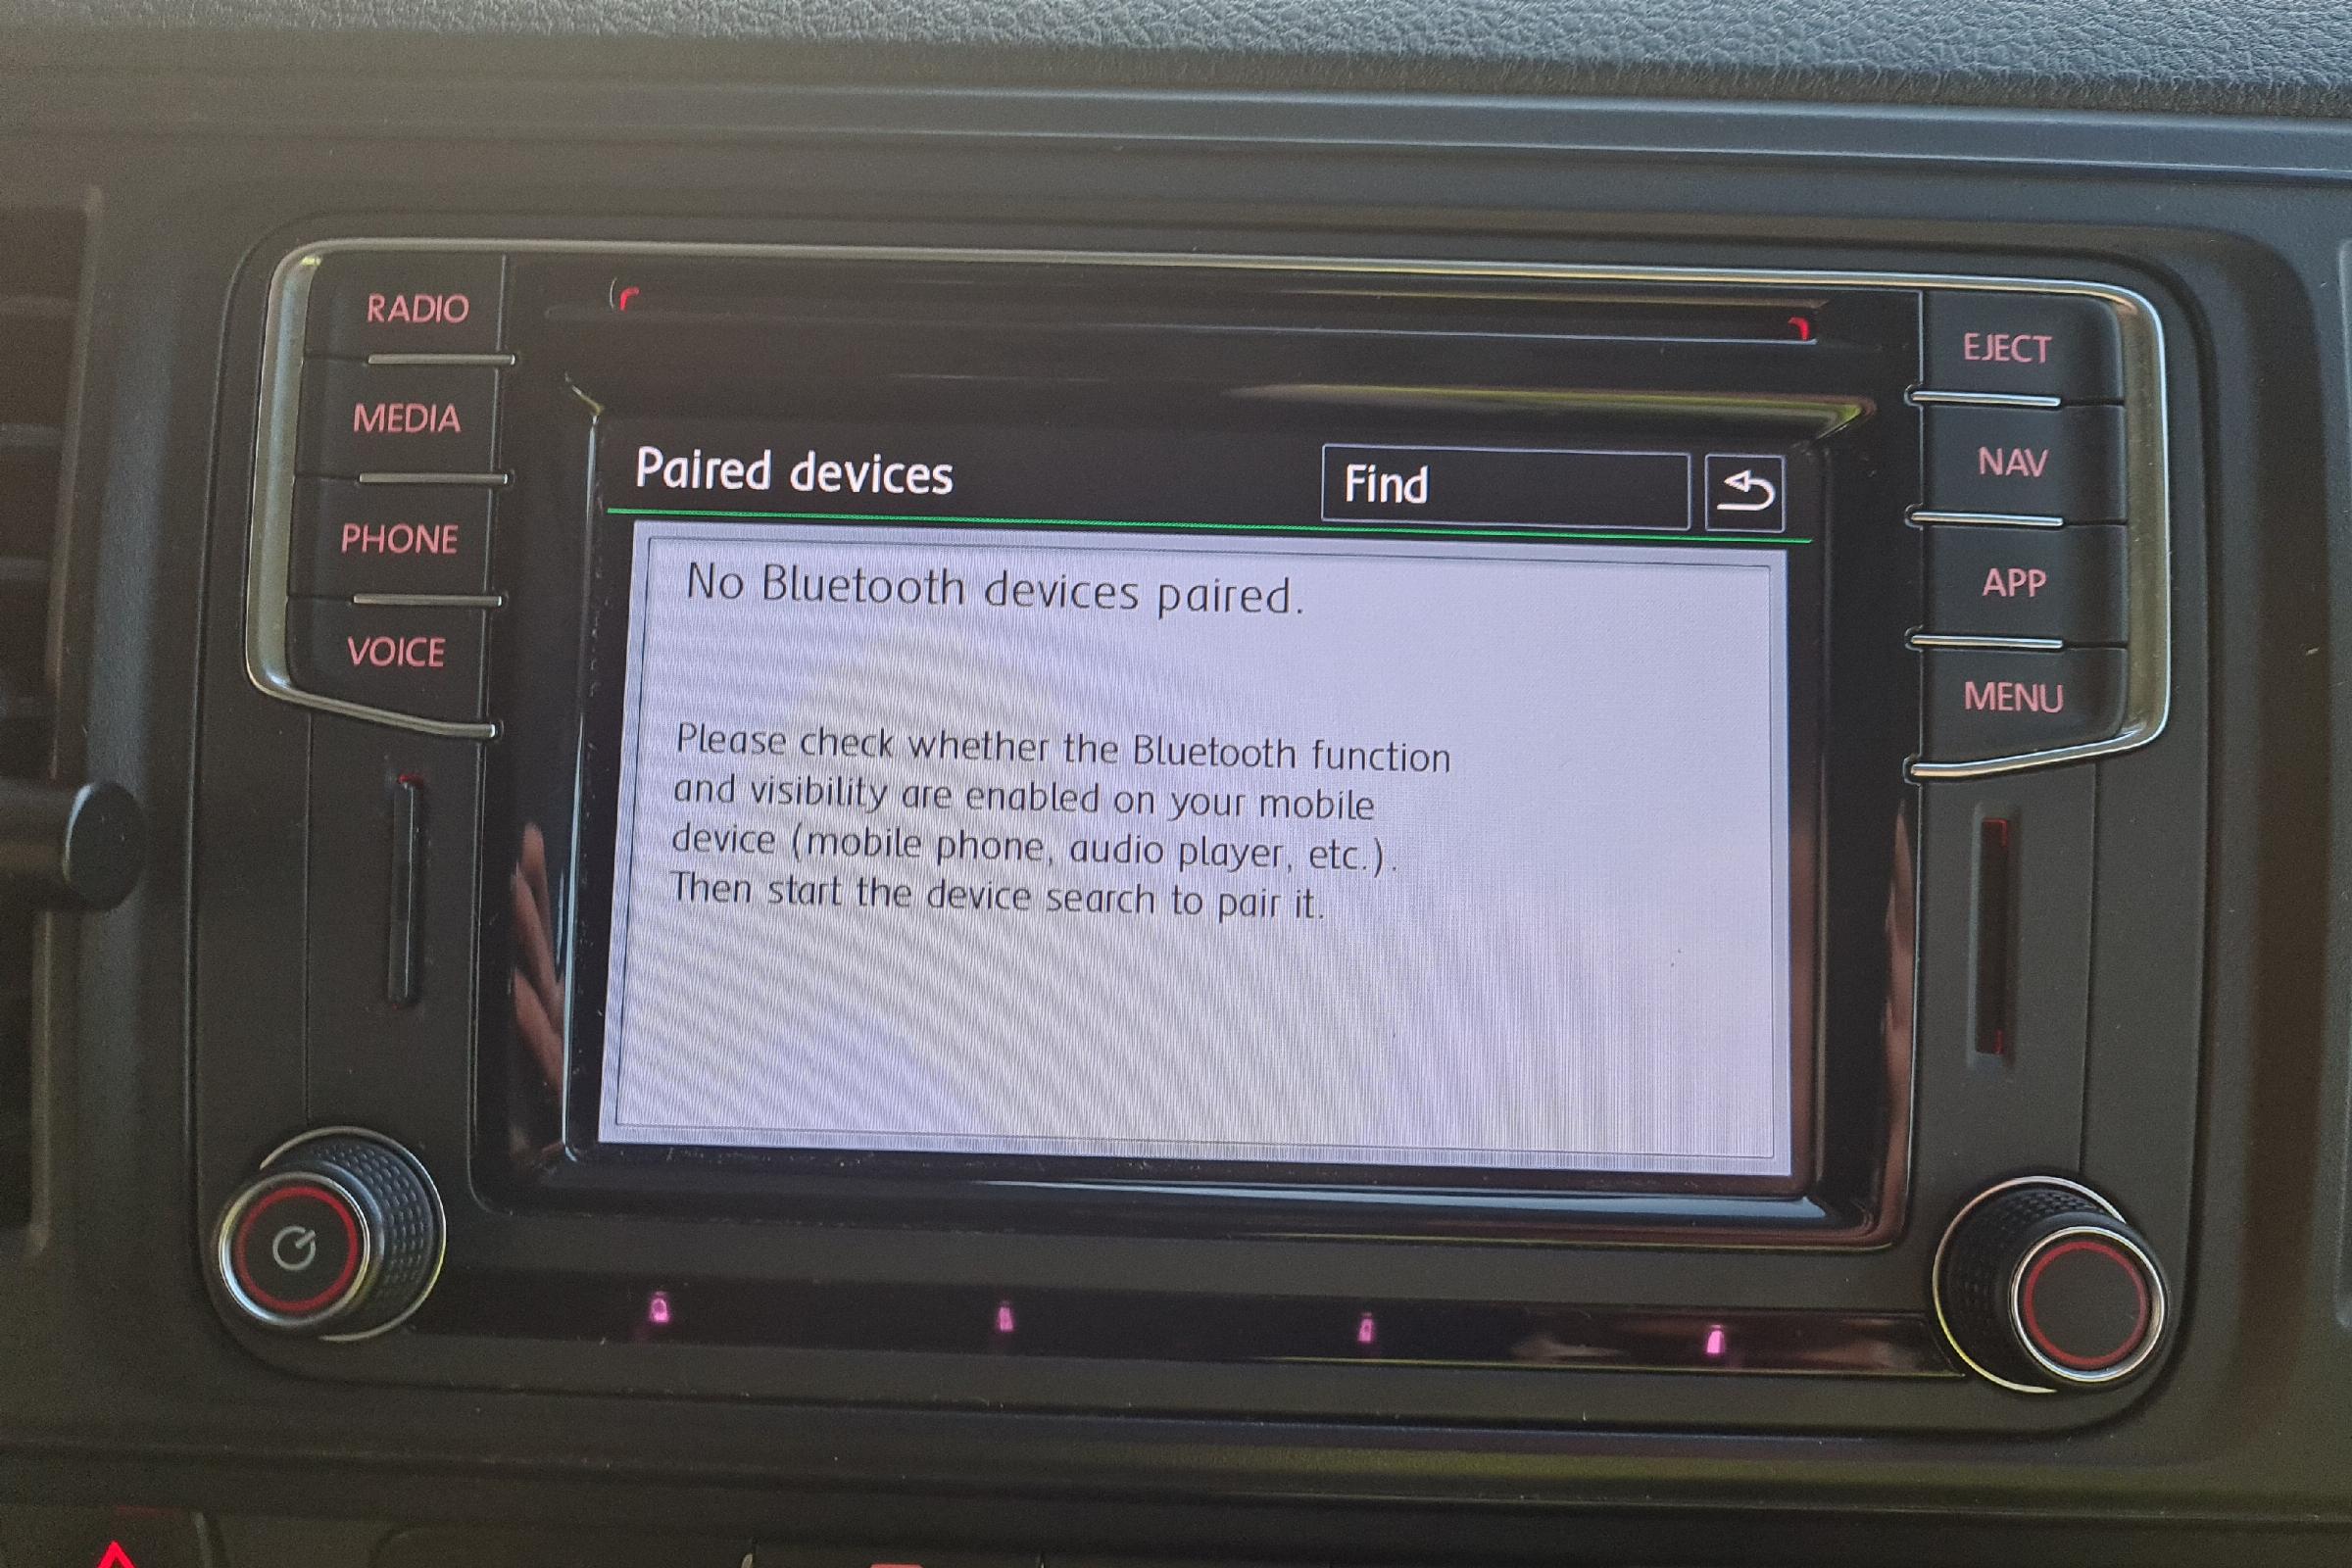 RADIO
MEDIA
PHONE
VOICE
Paired devices
Find
No Bluetooth devices paired.
Please check whether the Bluetooth function
and visibility are enabled on your mobile
device (mobile phone, audio player, etc.).
Then start the device search to pair it.
EJECT
NAV
APP
MENU